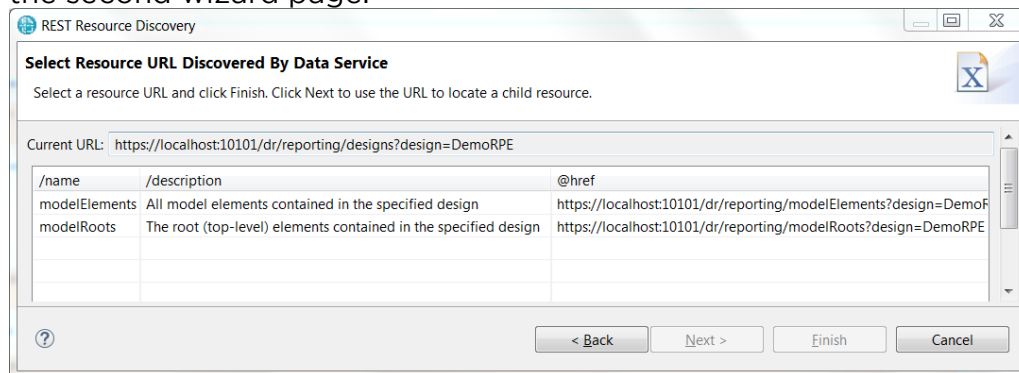 the second wizard page.
REST Resource Discovery
Select Resource URL Discovered By Data Service
Select a resource URL and click Finish. Click Next to use the URL to locate a child resource.
X
Current URL: https://localhost:10101/dr/reporting/designs?design=DemoRPE
/name /description @href
modelElements All model elements contained in the specified design https://localhost:10101/dr/reporting/modelElements?design=DemoR
modelRoots The root (top-level) elements contained in the specified design https://localhost:10101/dr/reporting/modelRoots?design=DemoRPE
? < Back Next > Finish Cancel